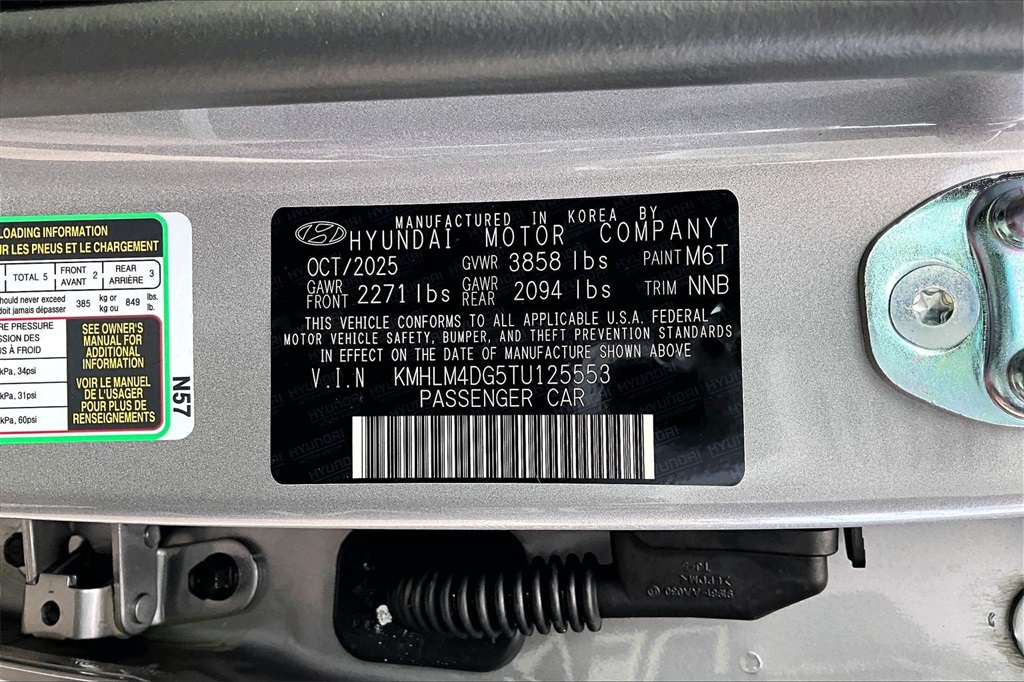 LOADING INFORMATION
UR LES PNEUS ET LE CHARGEMENT
TOTAL 5
FRONT
AVANT 2
REAR
ARRIÈRE 3
should never exceed
doit jamais dépasser
385
kg or
kg ou
849
lbs.
lb.
PRESSURE
SSION DES
S À FROID
kPa, 34psi
kPa, 31psi
kPa, 60psi
SEE OWNER'S
MANUAL FOR
ADDITIONAL
INFORMATION
VOIR LE MANUEL
DE L'USAGER
POUR PLUS DE
RENSEIGNEMENTS
N57
MANUFACTURED IN KOREA BY
HYUNDAI MOTOR COMPANY
OCT/2025 GVWR 3858 lbs PAINT M6T
GAWR FRONT 2271 lbs GAWR REAR 2094 lbs TRIM NNB
THIS VEHICLE CONFORMS TO ALL APPLICABLE U.S.A. FEDERAL
MOTOR VEHICLE SAFETY, BUMPER, AND THEFT PREVENTION STANDARDS
IN EFFECT ON THE DATE OF MANUFACTURE SHOWN ABOVE
V.I.N KMHLM4DG5TU125553
PASSENGER CAR
>EPDM<